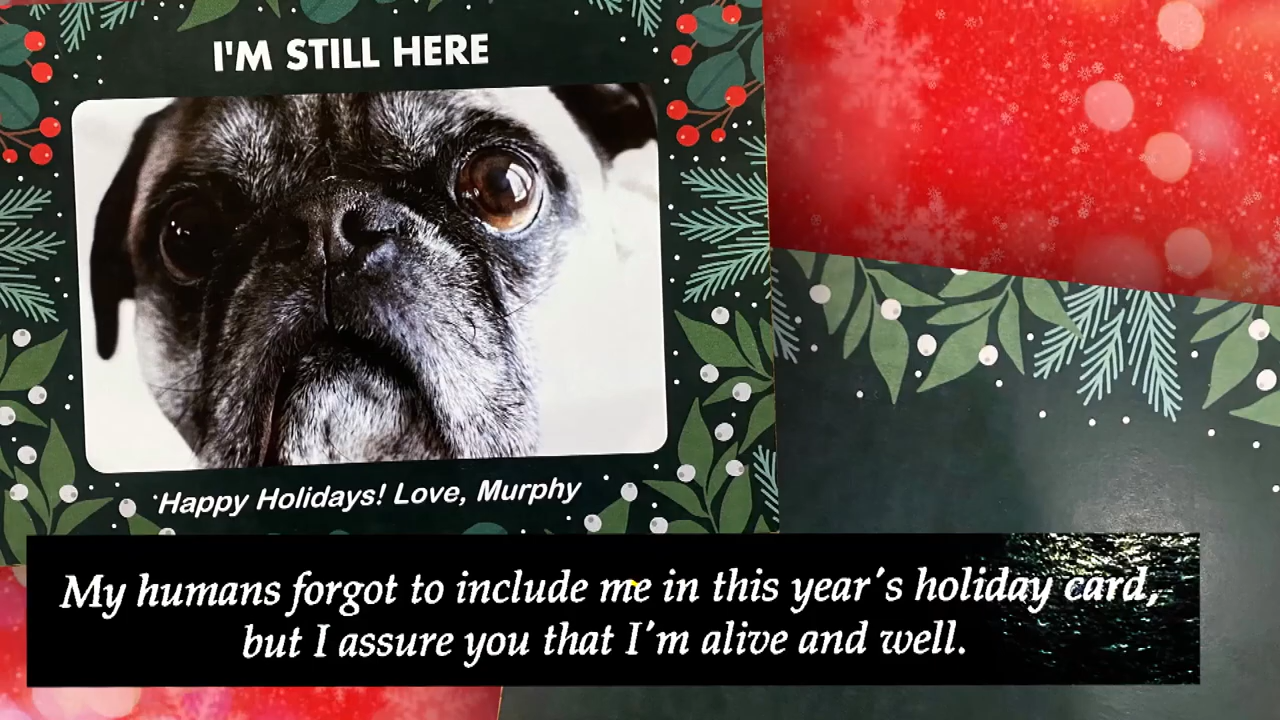 I'M STILL HERE
Happy Holidays! Love, Murphy
My humans forgot to include me in this year's holiday card,
but I assure you that I'm alive and well.